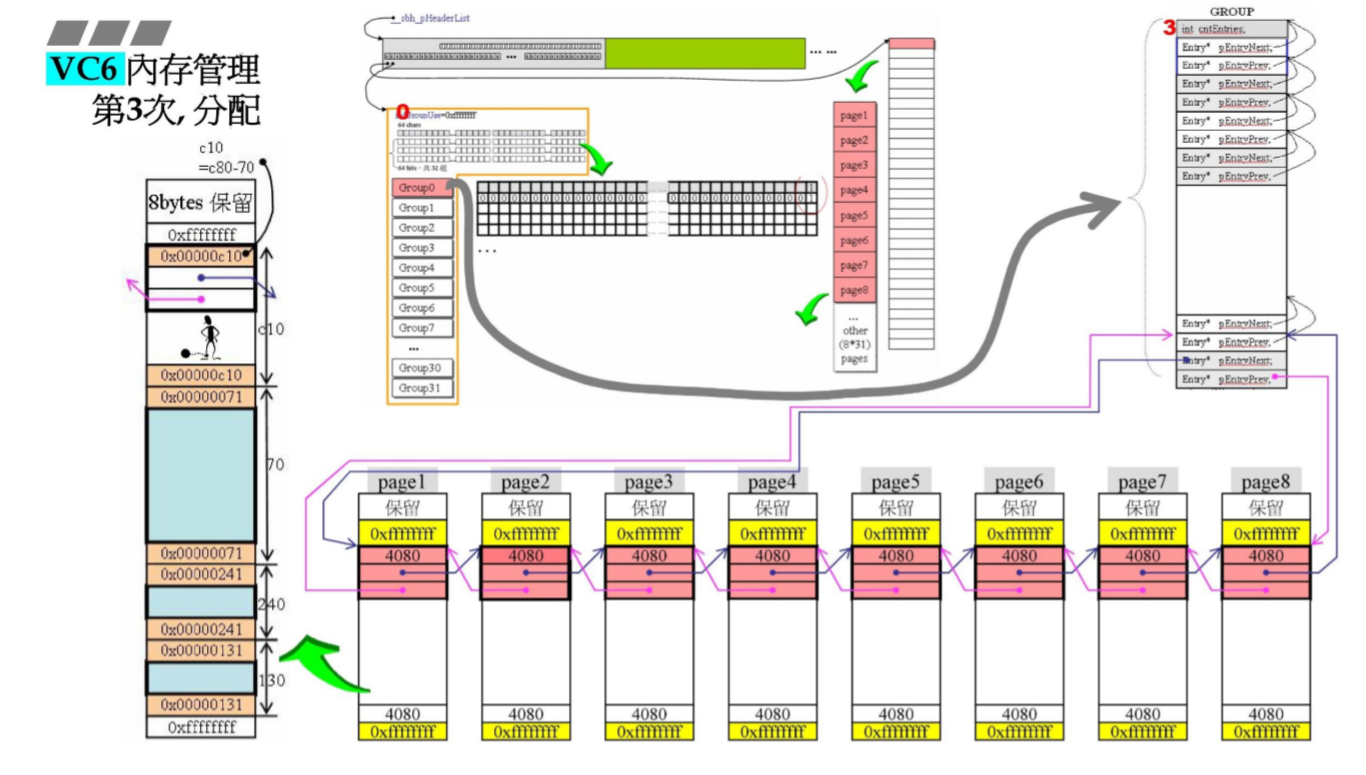 VC6 內存管理
第3次, 分配
c10
=c80-70
8bytes 保留
0xffffffff
0x00000c10
c10
0x00000c10
0x00000071
70
0x00000071
0x00000241
240
0x00000241
0x00000131
130
0x00000131
0xffffffff
__sbh_pHeaderList
... ...
0
GroupUse=0xffffffff
64 chars
64 bits
Group0
Group1
Group2
Group3
Group4
Group5
Group6
Group7
...
Group30
Group31
...
page1
page2
page3
page4
page5
page6
page7
page8
...
other
(8*31)
pages
GROUP
3
int cntEntries;
Entry* pEntryNext;
Entry* pEntryPrev;
Entry* pEntryNext;
Entry* pEntryPrev;
Entry* pEntryNext;
Entry* pEntryPrev;
Entry* pEntryNext;
Entry* pEntryPrev;
Entry* pEntryNext;
Entry* pEntryPrev;
Entry* pEntryNext;
Entry* pEntryPrev;
page1 page2 page3 page4 page5 page6 page7 page8
保留 保留 保留 保留 保留 保留 保留 保留
0xffffffff 0xffffffff 0xffffffff 0xffffffff 0xffffffff 0xffffffff 0xffffffff 0xffffffff
4080 4080 4080 4080 4080 4080 4080 4080
4080 4080 4080 4080 4080 4080 4080 4080
0xffffffff 0xffffffff 0xffffffff 0xffffffff 0xffffffff 0xffffffff 0xffffffff 0xffffffff